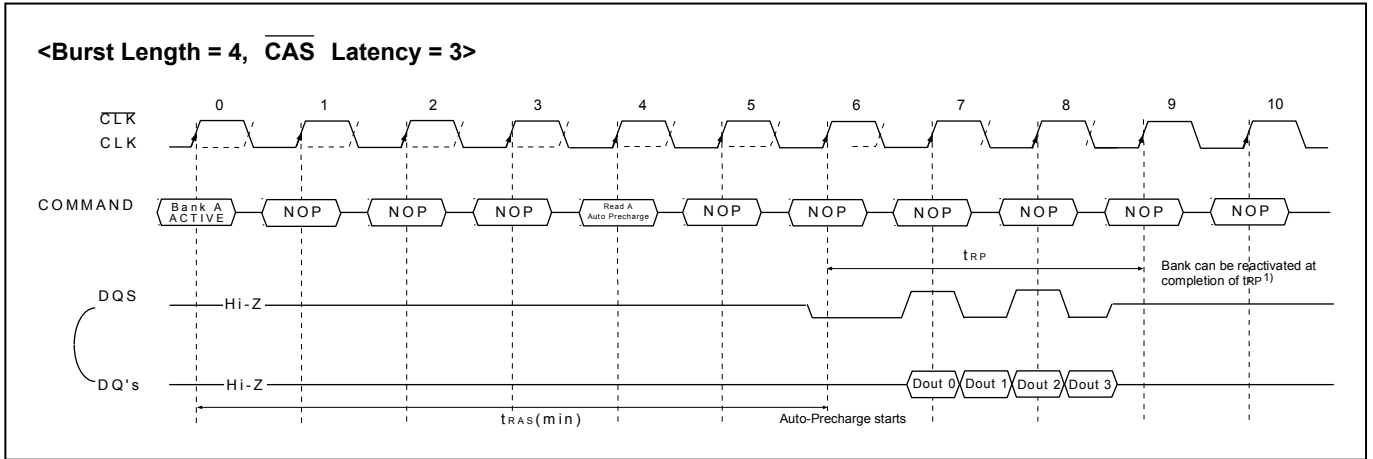 <Burst Length = 4, CAS Latency = 3>
0 1 2 3 4 5 6 7 8 9 10
CLK
CLK
COMMAND
Bank A
ACTIVE
NOP NOP NOP
Read A
Auto Precharge
NOP NOP NOP NOP NOP NOP
tRP
Bank can be reactivated at
completion of tRP1)
DQS
Hi-Z
DQ's
Hi-Z
Dout 0 Dout 1 Dout 2 Dout 3
tRAS(min)
Auto-Precharge starts